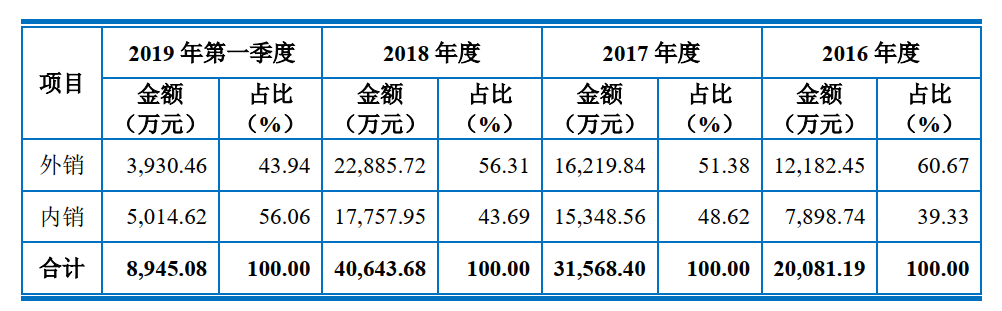 项目 2019 年第一季度 2018 年度 2017 年度 2016 年度
金额（万元） 占比（%） 金额（万元） 占比（%） 金额（万元） 占比（%） 金额（万元） 占比（%）
外销 3,930.46 43.94 22,885.72 56.31 16,219.84 51.38 12,182.45 60.67
内销 5,014.62 56.06 17,757.95 43.69 15,348.56 48.62 7,898.74 39.33
合计 8,945.08 100.00 40,643.68 100.00 31,568.40 100.00 20,081.19 100.00